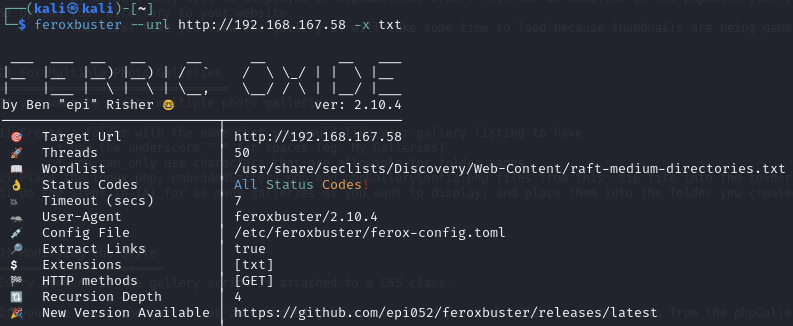 ┌──(kali㉿kali)-[~]
└─$ feroxbuster --url http://192.168.167.58 -x txt
FERRIC OXIDE
by Ben "epi" Risher 🤓 ver: 2.10.4
🎯 Target Url │ http://192.168.167.58
🚀 Threads │ 50
📖 Wordlist │ /usr/share/seclists/Discovery/Web-Content/raft-medium-directories.txt
👌 Status Codes │ All Status Codes!
💥 Timeout (secs) │ 7
🦡 User-Agent │ feroxbuster/2.10.4
💉 Config File │ /etc/feroxbuster/ferox-config.toml
🔎 Extract Links │ true
💲 Extensions │ [txt]
🏁 HTTP methods │ [GET]
🔃 Recursion Depth │ 4
🎉 New Version Available │ https://github.com/epi052/feroxbuster/releases/latest